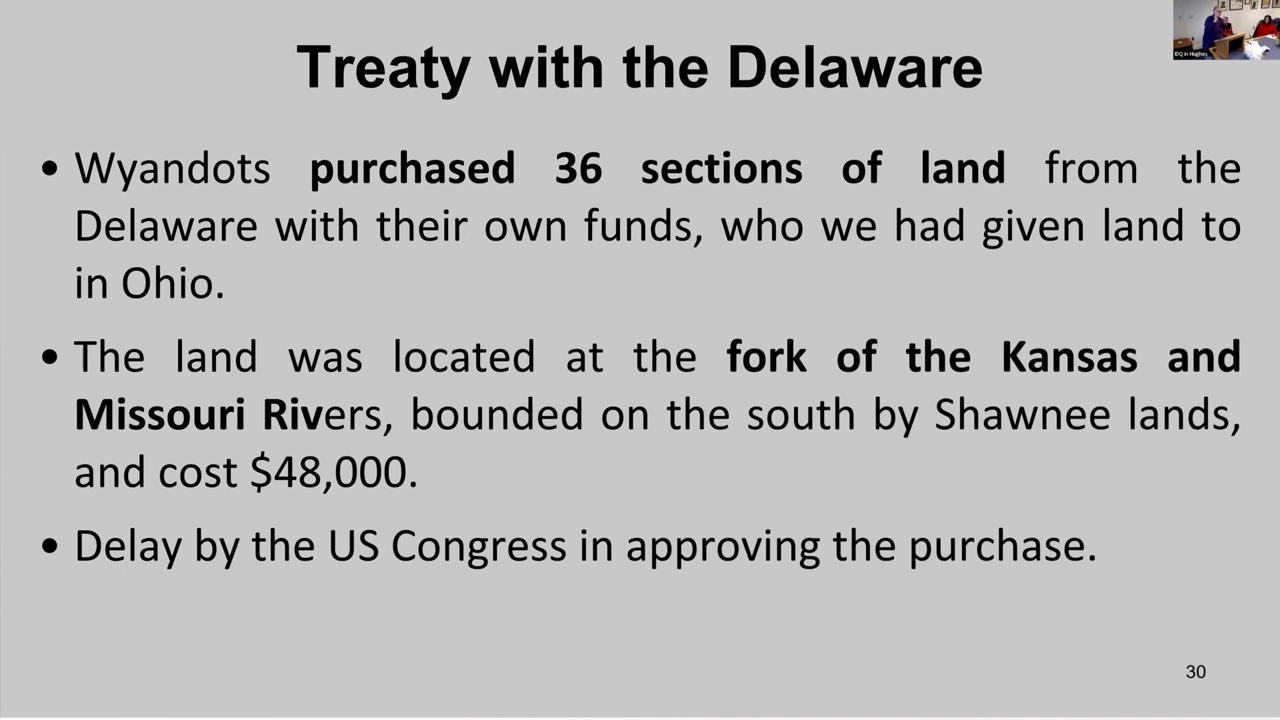 Treaty with the Delaware
• Wyandots purchased 36 sections of land from the
Delaware with their own funds, who we had given land to
in Ohio.
• The land was located at the fork of the Kansas and
Missouri Rivers, bounded on the south by Shawnee lands,
and cost $48,000.
• Delay by the US Congress in approving the purchase.
30
IDQ in Hughes